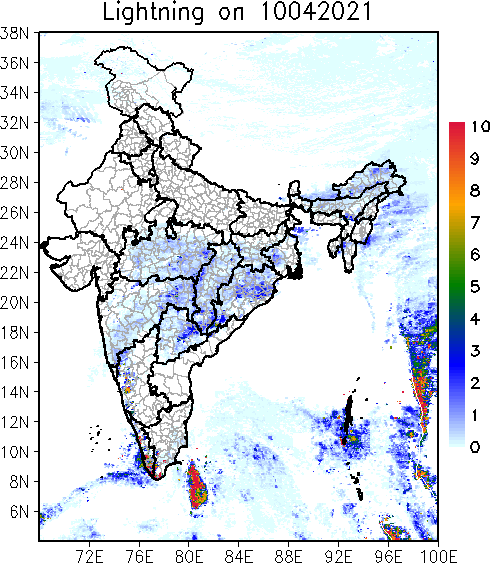 Lightning on 10042021
38N
36N
34N
32N
30N
28N
26N
24N
22N
20N
18N
16N
14N
12N
10N
8N
6N
72E 76E 80E 84E 88E 92E 96E 100E
10
9
8
7
6
5
4
3
2
1
0